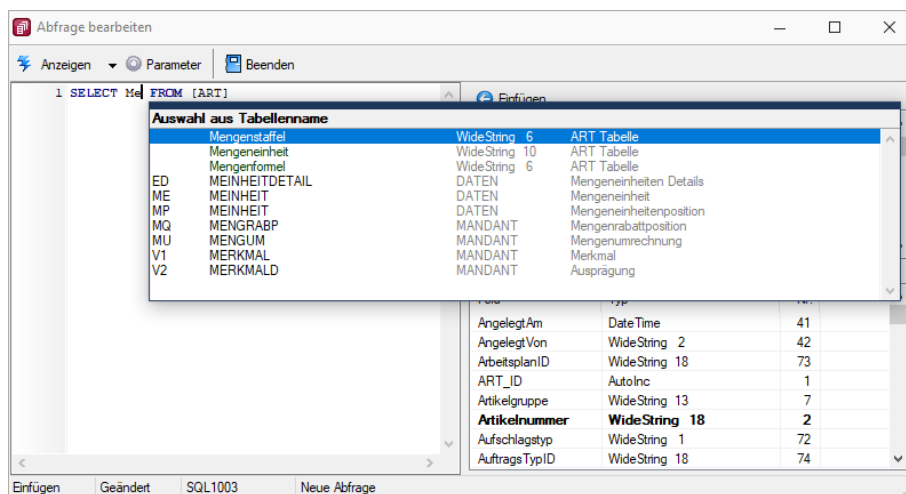 Abfrage bearbeiten
Anzeigen Parameter Beenden
1 SELECT Me FROM [ART]
Einfügen
Auswahl aus Tabellenname
Mengenstaffel WideString 6 ART Tabelle
Mengeneinheit WideString 10 ART Tabelle
Mengenformel WideString 6 ART Tabelle
ED MEINHEITDETAIL DATEN Mengeneinheiten Details
ME MEINHEIT DATEN Mengeneinheit
MP MEINHEIT DATEN Mengeneinheitenposition
MQ MENGRABP MANDANT Mengenrabattposition
MU MENGUM MANDANT Mengenumrechnung
V1 MERKMAL MANDANT Merkmal
V2 MERKMALD MANDANT Ausprägung
AngelegtAm DateTime 41
AngelegtVon WideString 2 42
ArbeitsplanID WideString 18 73
ART_ID AutoInc 1
Artikelgruppe WideString 13 7
Artikelnummer WideString 18 2
Aufschlagstyp WideString 1 72
AuftragsTypID WideString 18 74
Einfügen Geändert SQL1003 Neue Abfrage